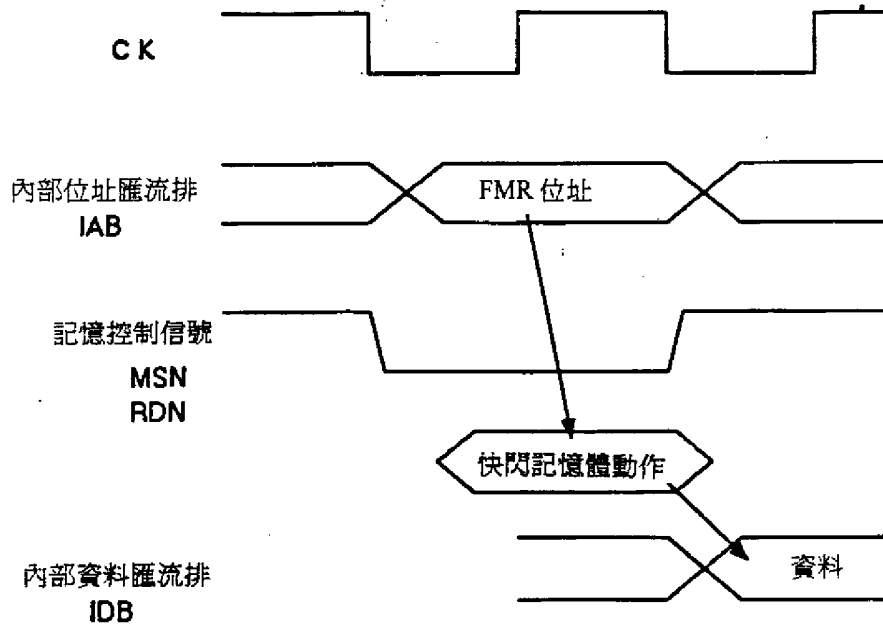 CK
內部位址匯流排
IAB
FMR 位址
記憶控制信號
MSN
RDN
快閃記憶體動作
內部資料匯流排
IDB
資料